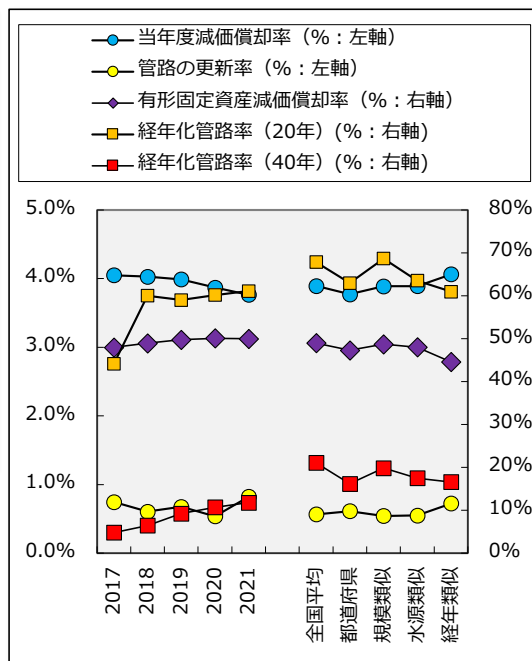 当年度減価償却率（%：左軸）
管路の更新率（%：左軸）
有形固定資産減価償却率（%：右軸）
経年化管路率（20年）(%：右軸)
経年化管路率（40年）(%：右軸)
5.0%
4.0%
3.0%
2.0%
1.0%
0.0%
80%
70%
60%
50%
40%
30%
20%
10%
0%
2017
2018
2019
2020
2021
全国平均
都道府県
規模類似
水源類似
経年類似